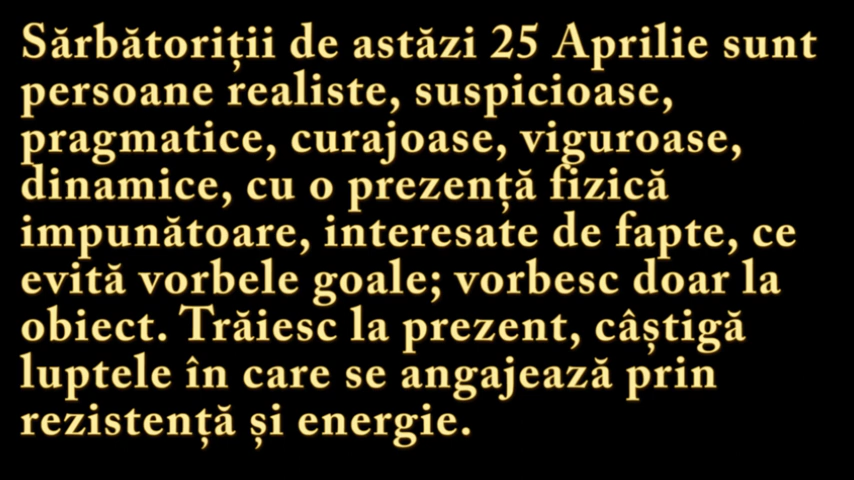 Sărbătoriții de astăzi 25 Aprilie sunt
persoane realiste, suspicioase,
pragmatice, curajoase, viguroase,
dinamice, cu o prezență fizică
impunătoare, interesate de fapte, ce
evită vorbele goale; vorbesc doar la
obiect. Trăiesc la prezent, câștigă
luptele în care se angajează prin
rezistență și energie.